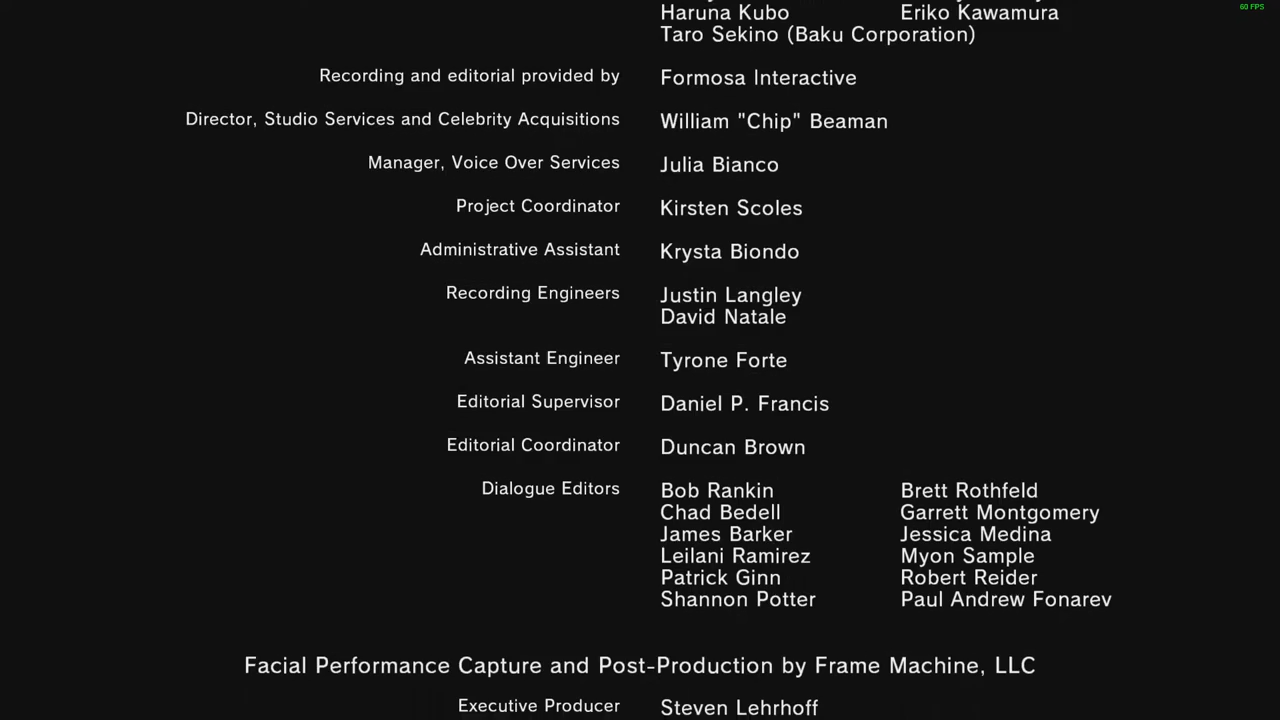 60 FPS
Haruna Kubo Eriko Kawamura
Taro Sekino (Baku Corporation)
Recording and editorial provided by Formosa Interactive
Director, Studio Services and Celebrity Acquisitions William "Chip" Beaman
Manager, Voice Over Services Julia Bianco
Project Coordinator Kirsten Scoles
Administrative Assistant Krysta Biondo
Recording Engineers Justin Langley
David Natale
Assistant Engineer Tyrone Forte
Editorial Supervisor Daniel P. Francis
Editorial Coordinator Duncan Brown
Dialogue Editors Bob Rankin Brett Rothfeld
Chad Bedell Garrett Montgomery
James Barker Jessica Medina
Leilani Ramirez Myon Sample
Patrick Ginn Robert Reider
Shannon Potter Paul Andrew Fonarev
Facial Performance Capture and Post-Production by Frame Machine, LLC
Executive Producer Steven Lehrhoff